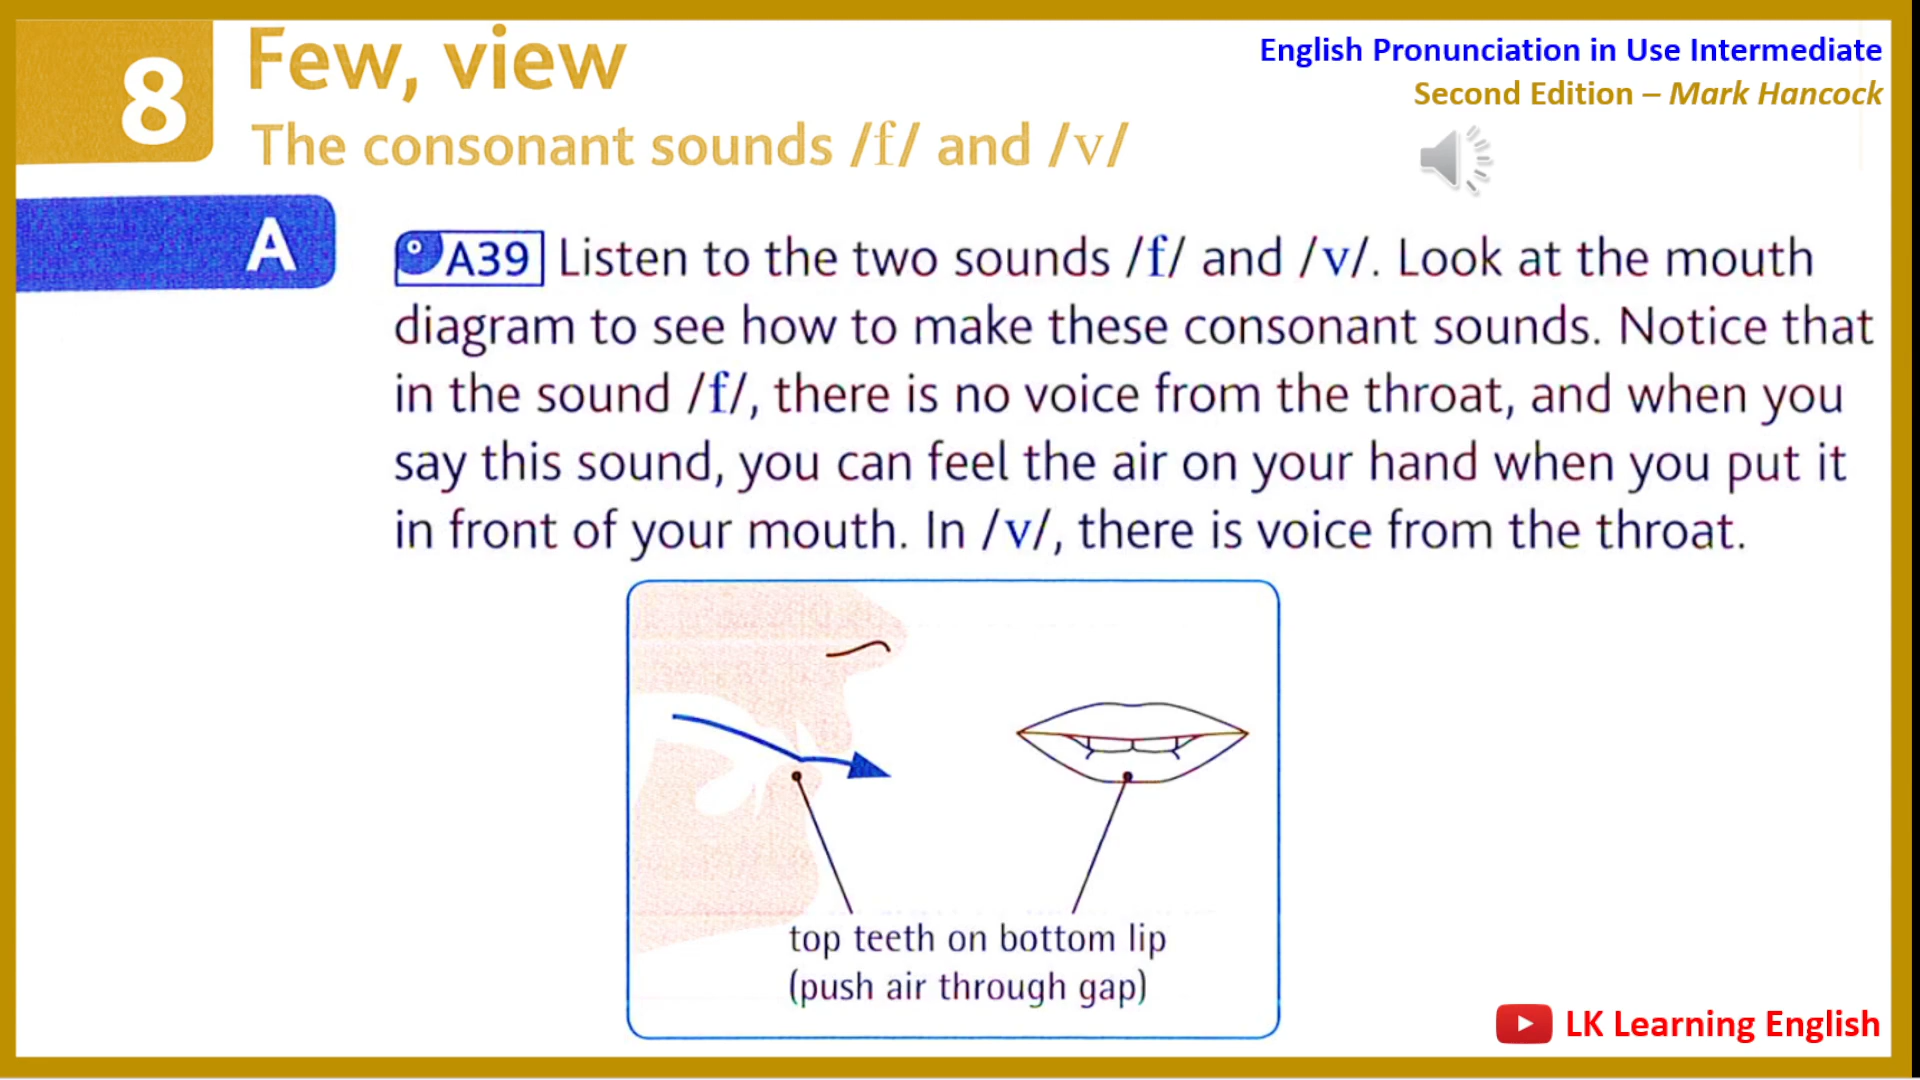 8
Few, view
The consonant sounds /f/ and /v/
English Pronunciation in Use Intermediate
Second Edition – Mark Hancock
A
A39 Listen to the two sounds /f/ and /v/. Look at the mouth
diagram to see how to make these consonant sounds. Notice that
in the sound /f/, there is no voice from the throat, and when you
say this sound, you can feel the air on your hand when you put it
in front of your mouth. In /v/, there is voice from the throat.
top teeth on bottom lip
(push air through gap)
LK Learning English